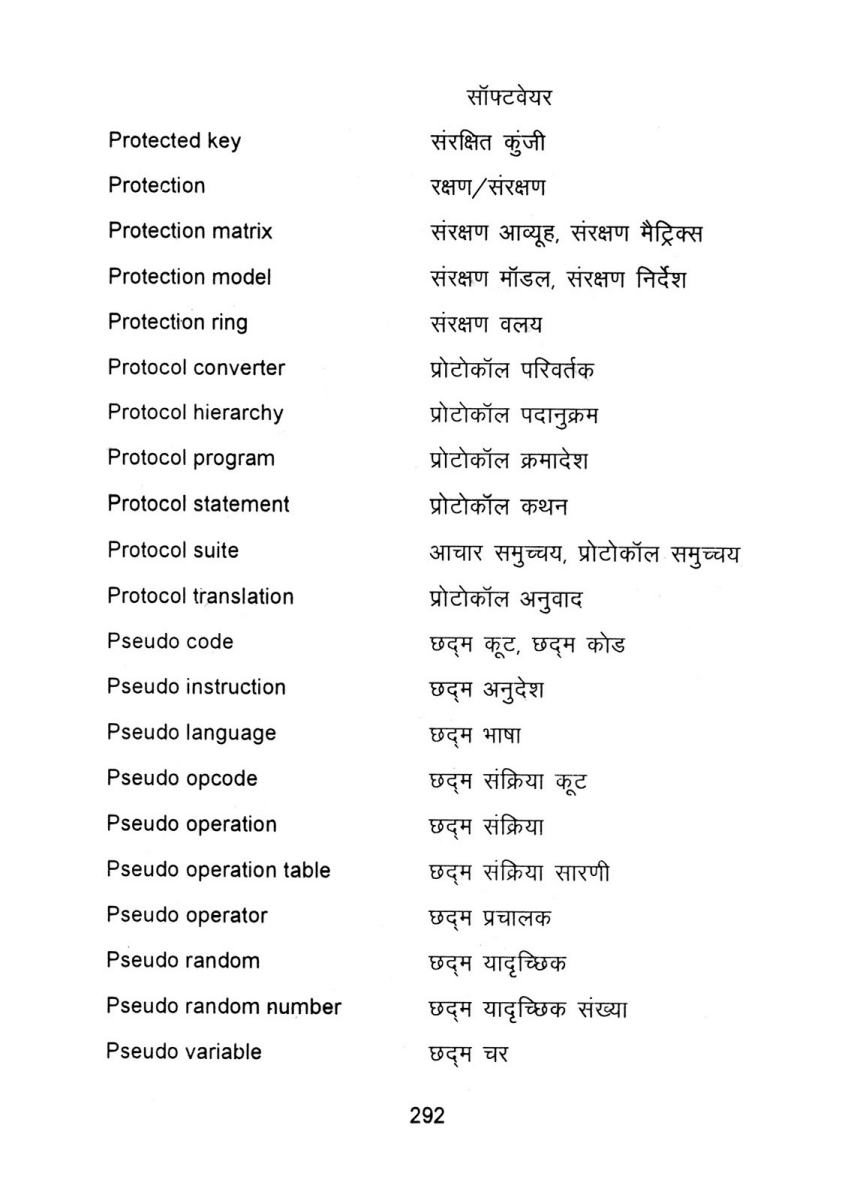 सॉफ्टवेयर
Protected key संरक्षित कुंजी
Protection रक्षण/संरक्षण
Protection matrix संरक्षण आव्यूह, संरक्षण मैट्रिक्स
Protection model संरक्षण मॉडल, संरक्षण निर्देश
Protection ring संरक्षण वलय
Protocol converter प्रोटोकॉल परिवर्तक
Protocol hierarchy प्रोटोकॉल पदानुक्रम
Protocol program प्रोटोकॉल क्रमादेश
Protocol statement प्रोटोकॉल कथन
Protocol suite आचार समुच्चय, प्रोटोकॉल समुच्चय
Protocol translation प्रोटोकॉल अनुवाद
Pseudo code छद्म कूट, छद्म कोड
Pseudo instruction छद्म अनुदेश
Pseudo language छद्म भाषा
Pseudo opcode छद्म संक्रिया कूट
Pseudo operation छद्म संक्रिया
Pseudo operation table छद्म संक्रिया सारणी
Pseudo operator छद्म प्रचालक
Pseudo random छद्म यादृच्छिक
Pseudo random number छद्म यादृच्छिक संख्या
Pseudo variable छद्म चर
292